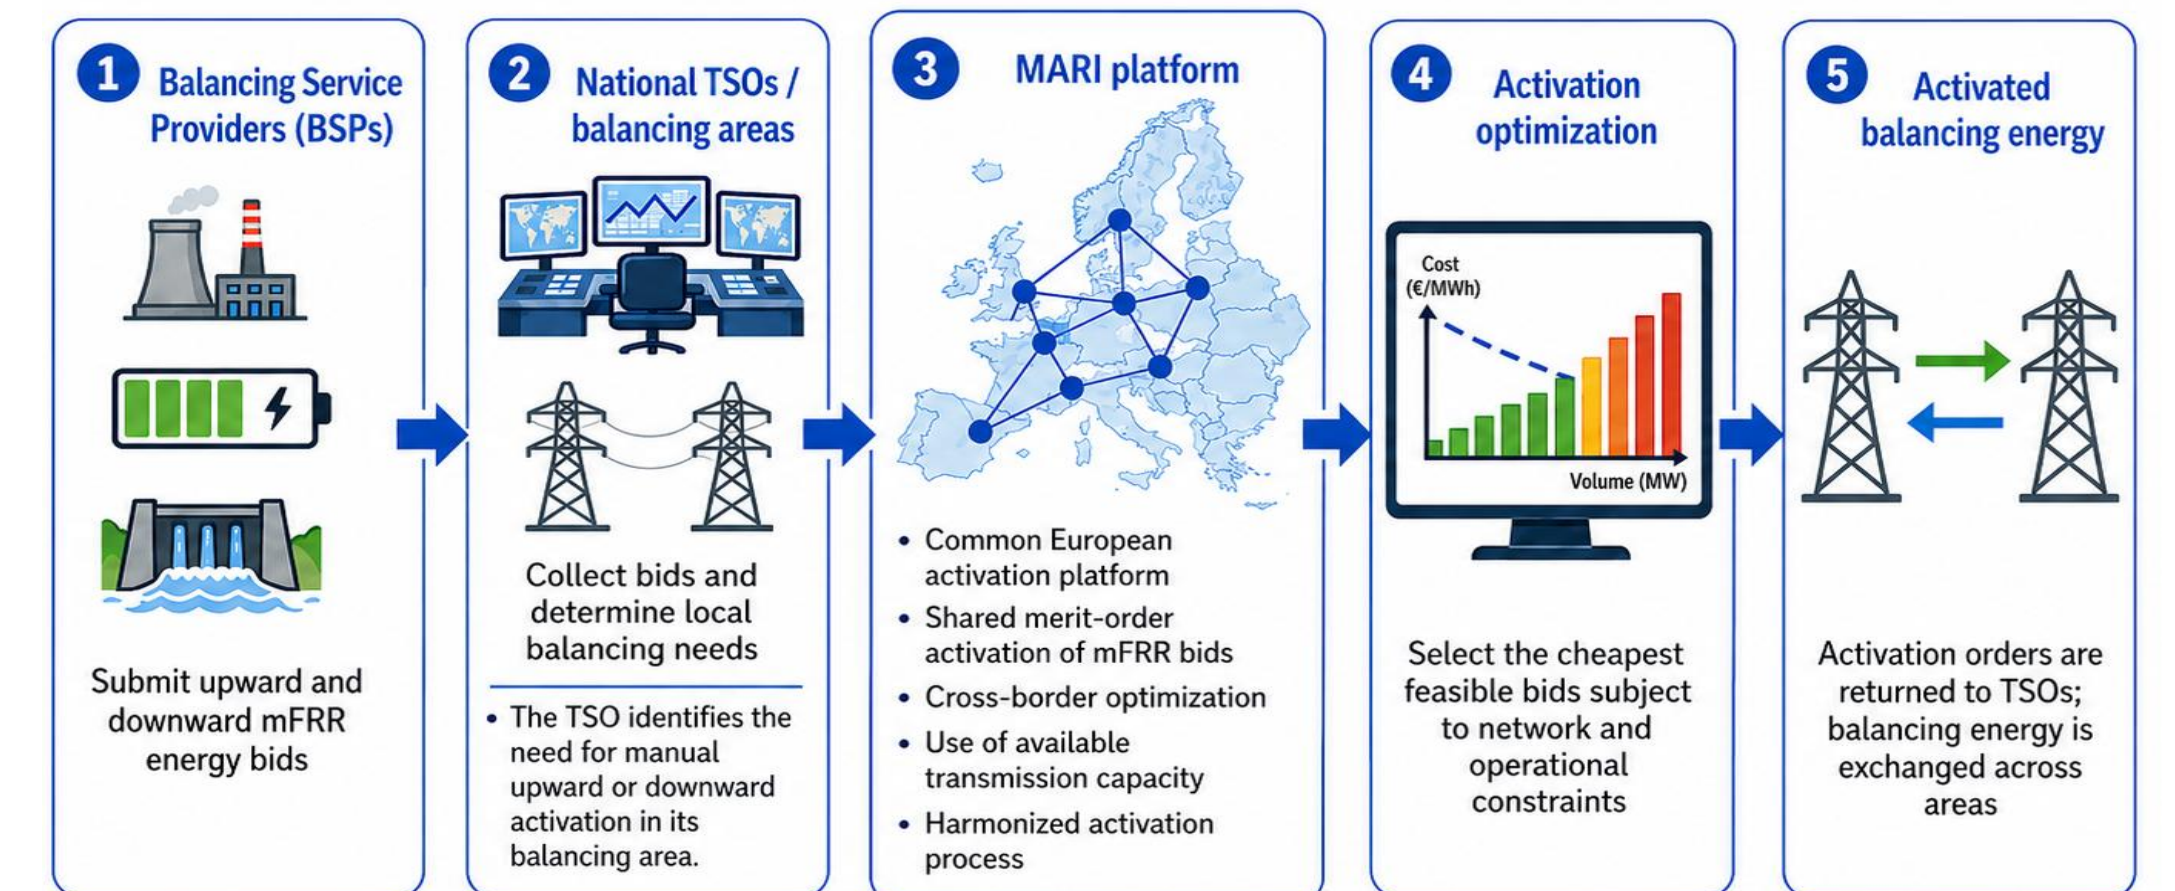 1
Balancing Service
Providers (BSPs)
Submit upward and
downward mFRR
energy bids
2
National TSOs /
balancing areas
Collect bids and
determine local
balancing needs
• The TSO identifies the
need for manual
upward or downward
activation in its
balancing area.
3
MARI platform
• Common European
activation platform
• Shared merit-order
activation of mFRR bids
• Cross-border optimization
• Use of available
transmission capacity
• Harmonized activation
process
4
Activation
optimization
Cost
(€/MWh)
Volume (MW)
Select the cheapest
feasible bids subject
to network and
operational
constraints
5
Activated
balancing energy
Activation orders are
returned to TSOs;
balancing energy is
exchanged across
areas